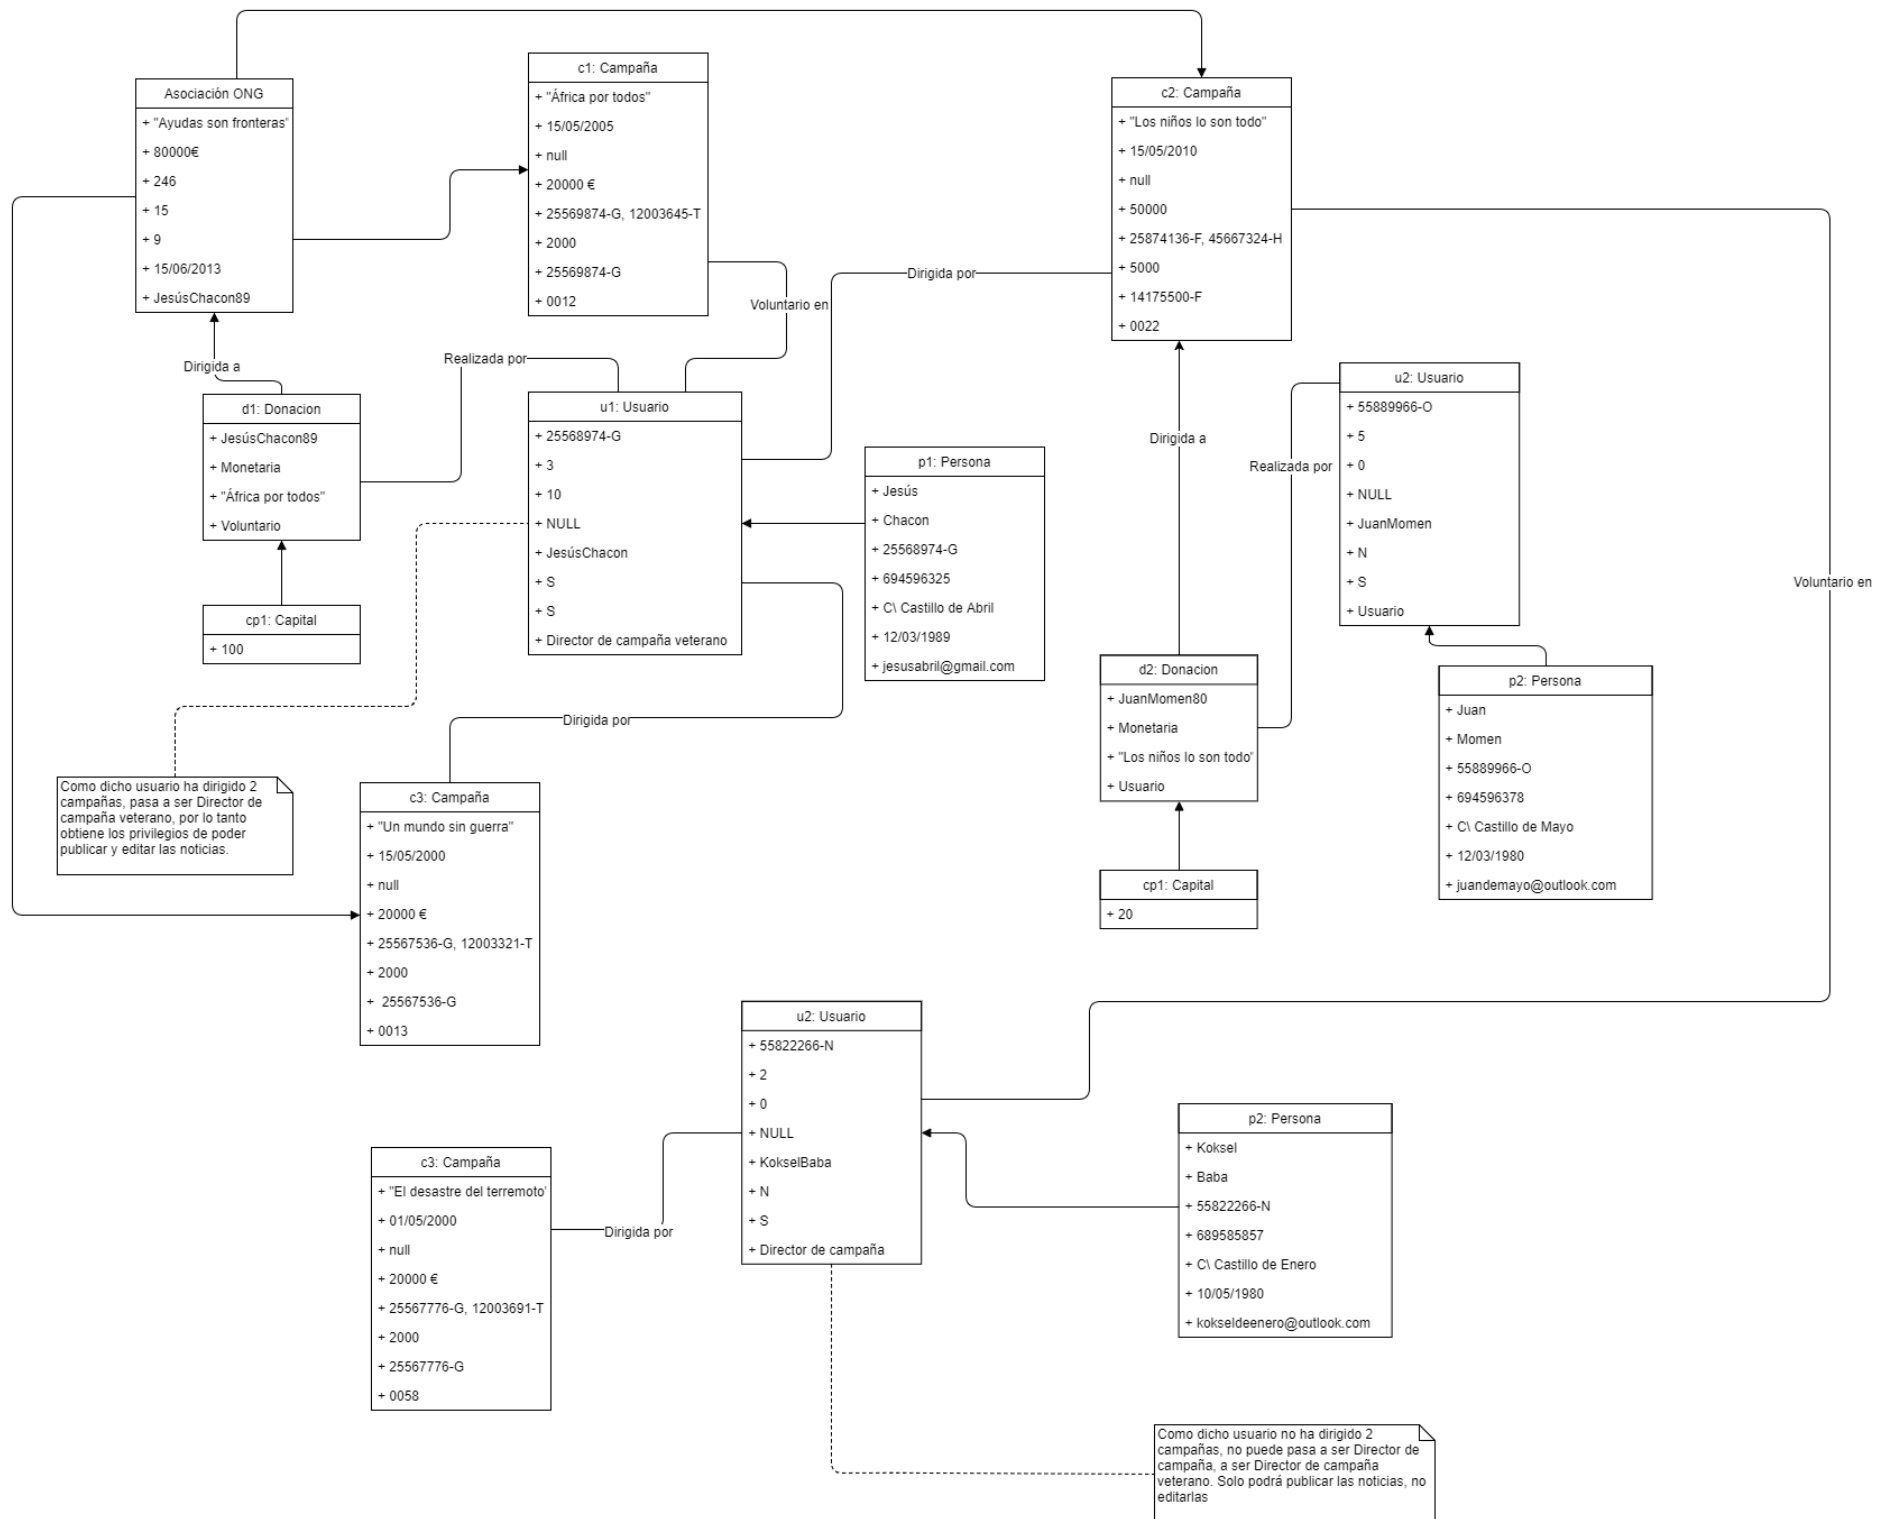 Asociación ONG
+ "Ayudas son fronteras"
+ 80000€
+ 246
+ 15
+ 9
+ 15/06/2013
+ JesúsChacon89
c1: Campaña
+ "África por todos"
+ 15/05/2005
+ null
+ 20000 €
+ 25569874-G, 12003645-T
+ 2000
+ 25569874-G
+ 0012
c2: Campaña
+ "Los niños lo son todo"
+ 15/05/2010
+ null
+ 50000
+ 25874136-F, 45667324-H
+ 5000
+ 14175500-F
+ 0022
Dirigida por
Voluntario en
Dirigida a
Realizada por
d1: Donacion
+ JesúsChacon89
+ Monetaria
+ "África por todos"
+ Voluntario
cp1: Capital
+ 100
u1: Usuario
+ 25568974-G
+ 3
+ 10
+ NULL
+ JesúsChacon
+ S
+ S
+ Director de campaña veterano
p1: Persona
+ Jesús
+ Chacon
+ 25568974-G
+ 694596325
+ C\ Castillo de Abril
+ 12/03/1989
+ jesusabril@gmail.com
Dirigida a
Realizada por
u2: Usuario
+ 55889966-O
+ 5
+ 0
+ NULL
+ JuanMomen
+ N
+ S
+ Usuario
Voluntario en
d2: Donacion
+ JuanMomen80
+ Monetaria
+ "Los niños lo son todo"
+ Usuario
cp1: Capital
+ 20
p2: Persona
+ Juan
+ Momen
+ 55889966-O
+ 694596378
+ C\ Castillo de Mayo
+ 12/03/1980
+ juandemayo@outlook.com
Dirigida por
Como dicho usuario ha dirigido 2
campañas, pasa a ser Director de
campaña veterano, por lo tanto
obtiene los privilegios de poder
publicar y editar las noticias.
c3: Campaña
+ "Un mundo sin guerra"
+ 15/05/2000
+ null
+ 20000 €
+ 25567536-G, 12003321-T
+ 2000
+ 25567536-G
+ 0013
u2: Usuario
+ 55822266-N
+ 2
+ 0
+ NULL
+ KokselBaba
+ N
+ S
+ Director de campaña
p2: Persona
+ Koksel
+ Baba
+ 55822266-N
+ 689585857
+ C\ Castillo de Enero
+ 10/05/1980
+ kokseldeenero@outlook.com
c3: Campaña
+ "El desastre del terremoto"
+ 01/05/2000
+ null
+ 20000 €
+ 25567776-G, 12003691-T
+ 2000
+ 25567776-G
+ 0058
Dirigida por
Como dicho usuario no ha dirigido 2
campañas, no puede pasa a ser Director de
campaña, a ser Director de campaña
veterano. Solo podrá publicar las noticias, no
editarlas